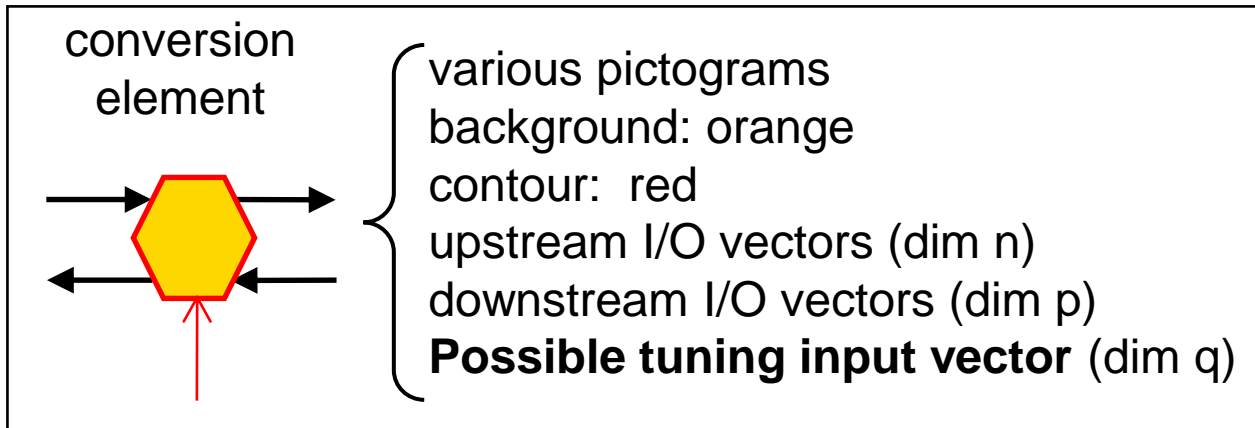 conversion
element
various pictograms
background: orange
contour:  red
upstream I/O vectors (dim n)
downstream I/O vectors (dim p)
Possible tuning input vector (dim q)